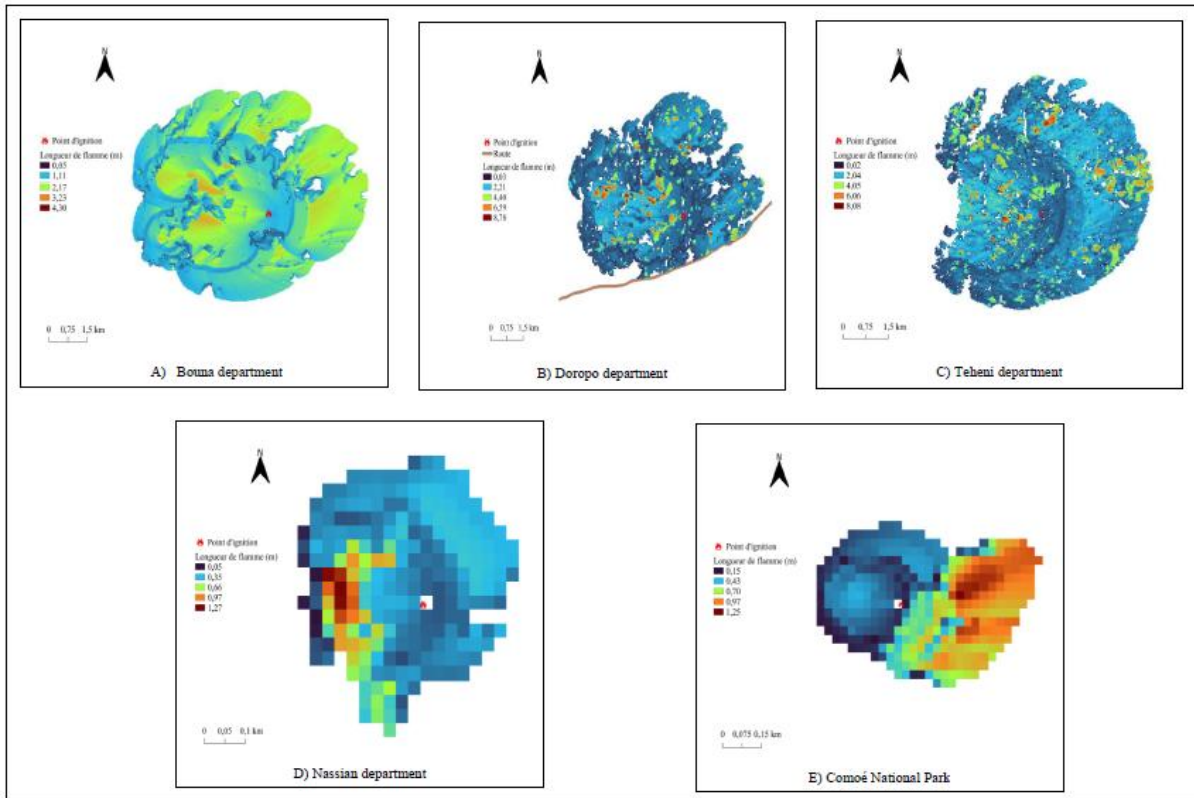 N
Point d'ignition
Longueur de flamme (m)
0,05
1,11
2,17
3,23
4,30
0 0,75 1,5 km
A) Bouna department
N
Point d'ignition
Route
Longueur de flamme (m)
0,03
2,21
4,40
6,59
8,78
0 0,75 1,5 km
B) Doropo department
N
Point d'ignition
Longueur de flamme (m)
0,02
2,04
4,05
6,06
8,08
0 0,75 1,5 km
C) Teheni department
N
Point d'ignition
Longueur de flamme (m)
0,05
0,35
0,66
0,97
1,27
0 0,05 0,1 km
D) Nassian department
N
Point d'ignition
Longueur de flamme (m)
0,15
0,43
0,70
0,97
1,25
0 0,075 0,15 km
E) Comoé National Park